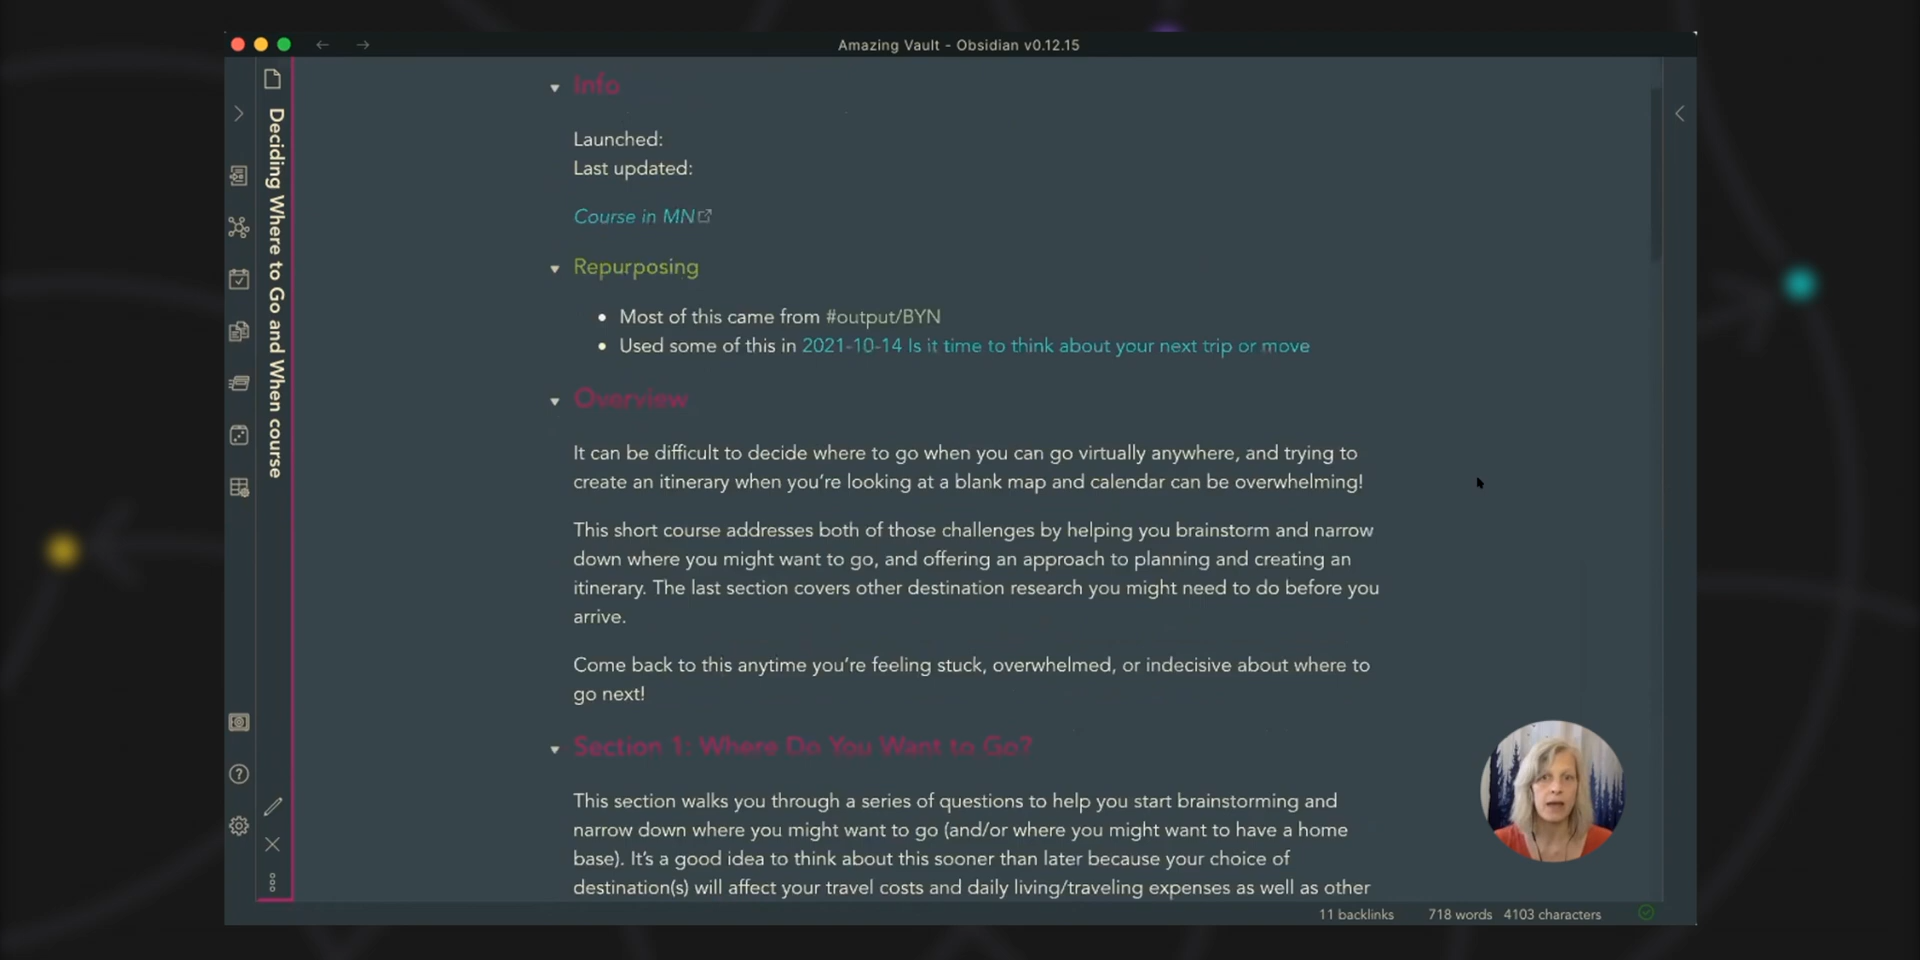 Amazing Vault - Obsidian v0.12.15
Deciding Where to Go and When course
Info
Launched:
Last updated:
Course in MN
Repurposing
Most of this came from #output/BYN
Used some of this in 2021-10-14 Is it time to think about your next trip or move
Overview
It can be difficult to decide where to go when you can go virtually anywhere, and trying to
create an itinerary when you’re looking at a blank map and calendar can be overwhelming!
This short course addresses both of those challenges by helping you brainstorm and narrow
down where you might want to go, and offering an approach to planning and creating an
itinerary. The last section covers other destination research you might need to do before you
arrive.
Come back to this anytime you’re feeling stuck, overwhelmed, or indecisive about where to
go next!
Section 1: Where Do You Want to Go?
This section walks you through a series of questions to help you start brainstorming and
narrow down where you might want to go (and/or where you might want to have a home
base). It’s a good idea to think about this sooner than later because your choice of
destination(s) will affect your travel costs and daily living/traveling expenses as well as other
11 backlinks 718 words 4103 characters